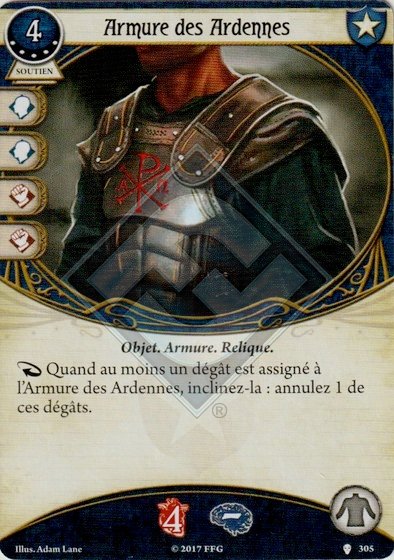 4
Armure des Ardennes
SOUTIEN
Objet. Armure. Relique.
Quand au moins un dégât est assigné à
l'Armure des Ardennes, inclinez-la : annulez 1 de
ces dégâts.
®
4
–
Illus. Adam Lane
© 2017 FFG
305